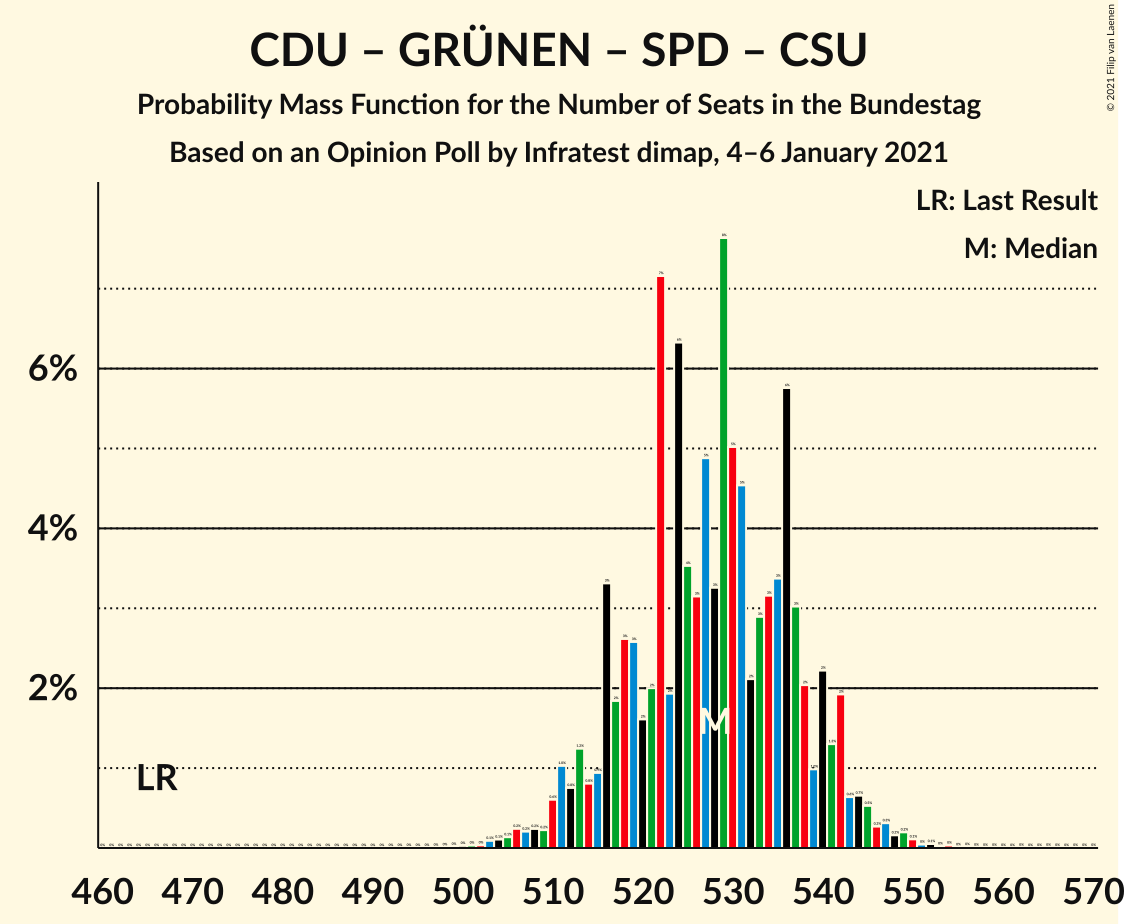 CDU – GRÜNEN – SPD – CSU
Probability Mass Function for the Number of Seats in the Bundestag
Based on an Opinion Poll by Infratest dimap, 4–6 January 2021
© 2021 Filip van Laenen
LR: Last Result
M: Median
6%
4%
2%
LR
M
460 470 480 490 500 510 520 530 540 550 560 570